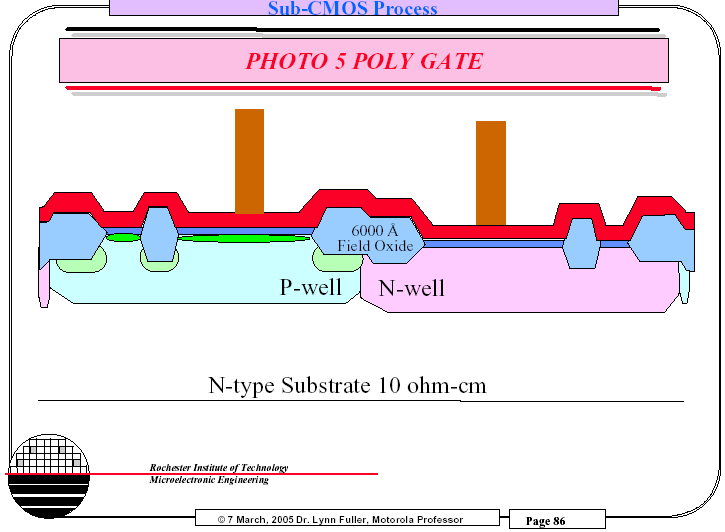 Sub-CMOS Process
PHOTO 5 POLY GATE
6000 Å
Field Oxide
P-well
N-well
N-type Substrate 10 ohm-cm
Rochester Institute of Technology
Microelectronic Engineering
© 7 March, 2005 Dr. Lynn Fuller, Motorola Professor
Page 86